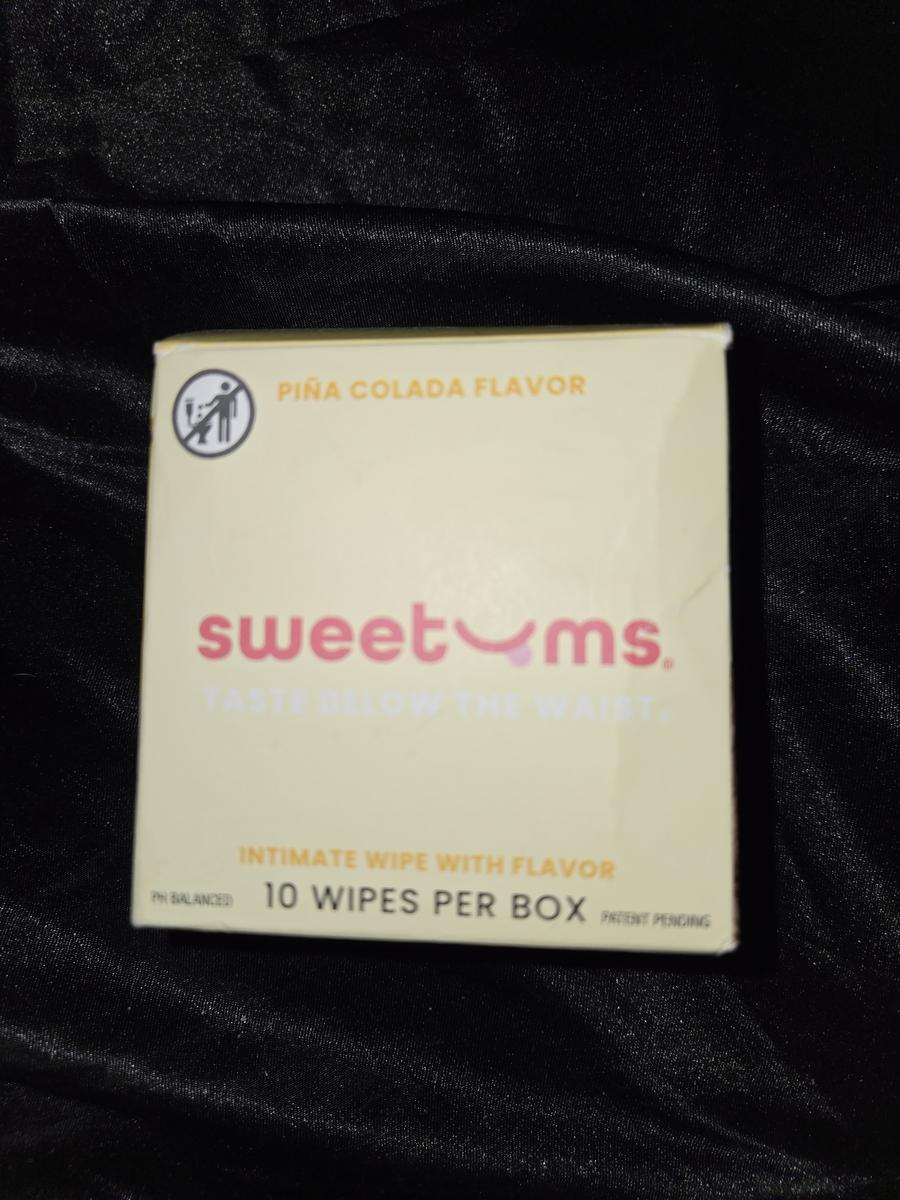 PIÑA COLADA FLAVOR
sweetums®
TASTE BELOW THE WAIST.
INTIMATE WIPE WITH FLAVOR
PH BALANCED
10 WIPES PER BOX
PATENT PENDING